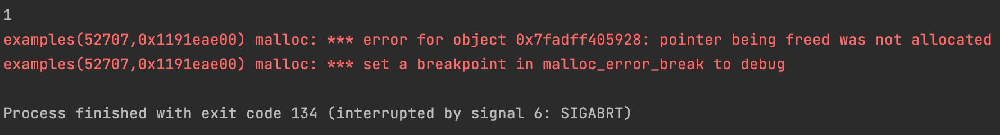 1
examples(52707,0x1191eae00) malloc: *** error for object 0x7fadff405928: pointer being freed was not allocated
examples(52707,0x1191eae00) malloc: *** set a breakpoint in malloc_error_break to debug
Process finished with exit code 134 (interrupted by signal 6: SIGABRT)